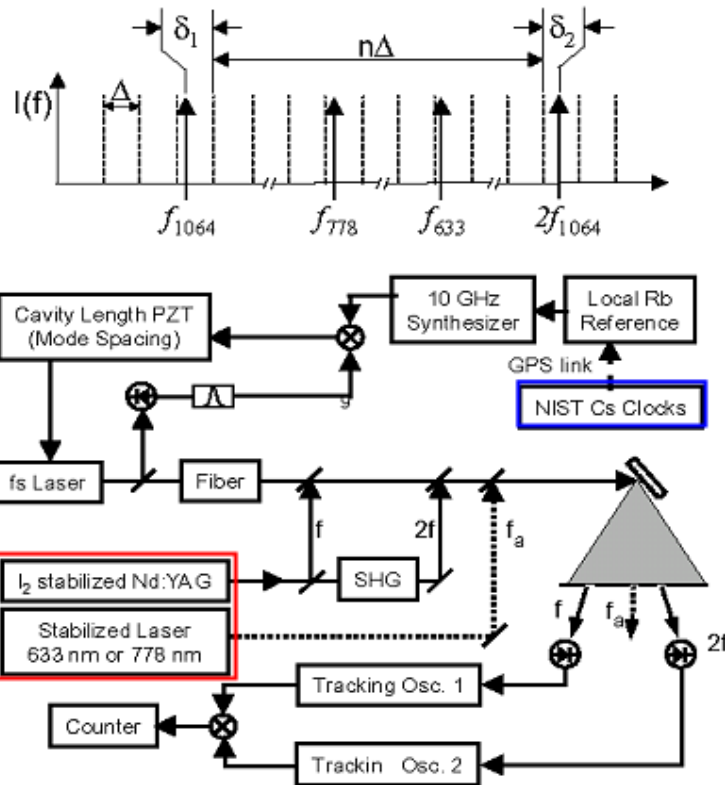 δ1 nΔ δ2
Δ
I(f)
f1064 f778 f633 2f1064
Cavity Length PZT
(Mode Spacing)
10 GHz
Synthesizer
Local Rb
Reference
GPS link
NIST Cs Clocks
g
fs Laser
Fiber
f
2f
fa
I2 stabilized Nd:YAG
SHG
Stabilized Laser
633 nm or 778 nm
f
fa
2f
Tracking Osc. 1
Counter
Trackin Osc. 2